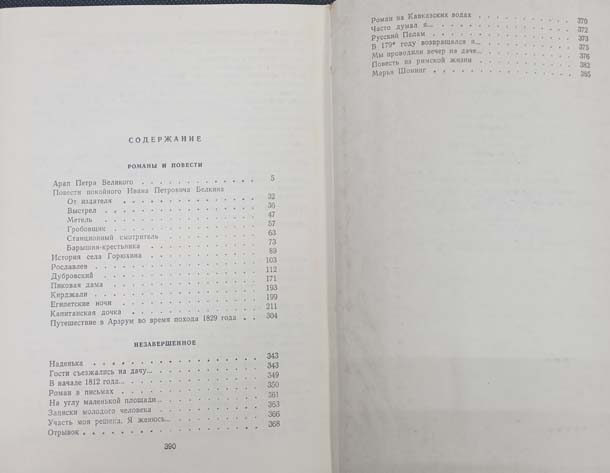 СОДЕРЖАНИЕ
РОМАНЫ И ПОВЕСТИ
Арап Петра Великого . . . . . . . . . . . . 5
Повести покойного Ивана Петровича Белкина
От издателя . . . . . . . . . . . . 32
Выстрел . . . . . . . . . . . . 36
Метель . . . . . . . . . . . . 47
Гробовщик . . . . . . . . . . . . 57
Станционный смотритель . . . . . . . . . 63
Барышня-крестьянка . . . . . . . . . . 73
История села Горюхина . . . . . . . . . . 89
Рославлев . . . . . . . . . . . . 103
Дубровский . . . . . . . . . . . . 112
Пиковая дама . . . . . . . . . . . . 171
Кирджали . . . . . . . . . . . . 193
Египетские ночи . . . . . . . . . . . . 199
Капитанская дочка . . . . . . . . . . . . 211
Путешествие в Арзрум во время похода 1829 года . . 304
НЕЗАВЕРШЕННОЕ
Наденька . . . . . . . . . . . . 343
Гости съезжались на дачу... . . . . . . . . . 343
В начале 1812 года... . . . . . . . . . . 349
Роман в письмах . . . . . . . . . . . . 350
На углу маленькой площади... . . . . . . . . 361
Записки молодого человека . . . . . . . . . 363
Участь моя решена. Я женюсь... . . . . . . . . 366
Отрывок . . . . . . . . . . . . 368
390
Роман на Кавказских водах . . . . . . . . . 370
Часто думал я... . . . . . . . . . . . 372
Русский Пелам . . . . . . . . . . . . 373
В 179* году возвращался я... . . . . . . . . 375
Мы проводили вечер на даче... . . . . . . . . 376
Повесть из римской жизни . . . . . . . . . 382
Марья Шонинг . . . . . . . . . . . . 385